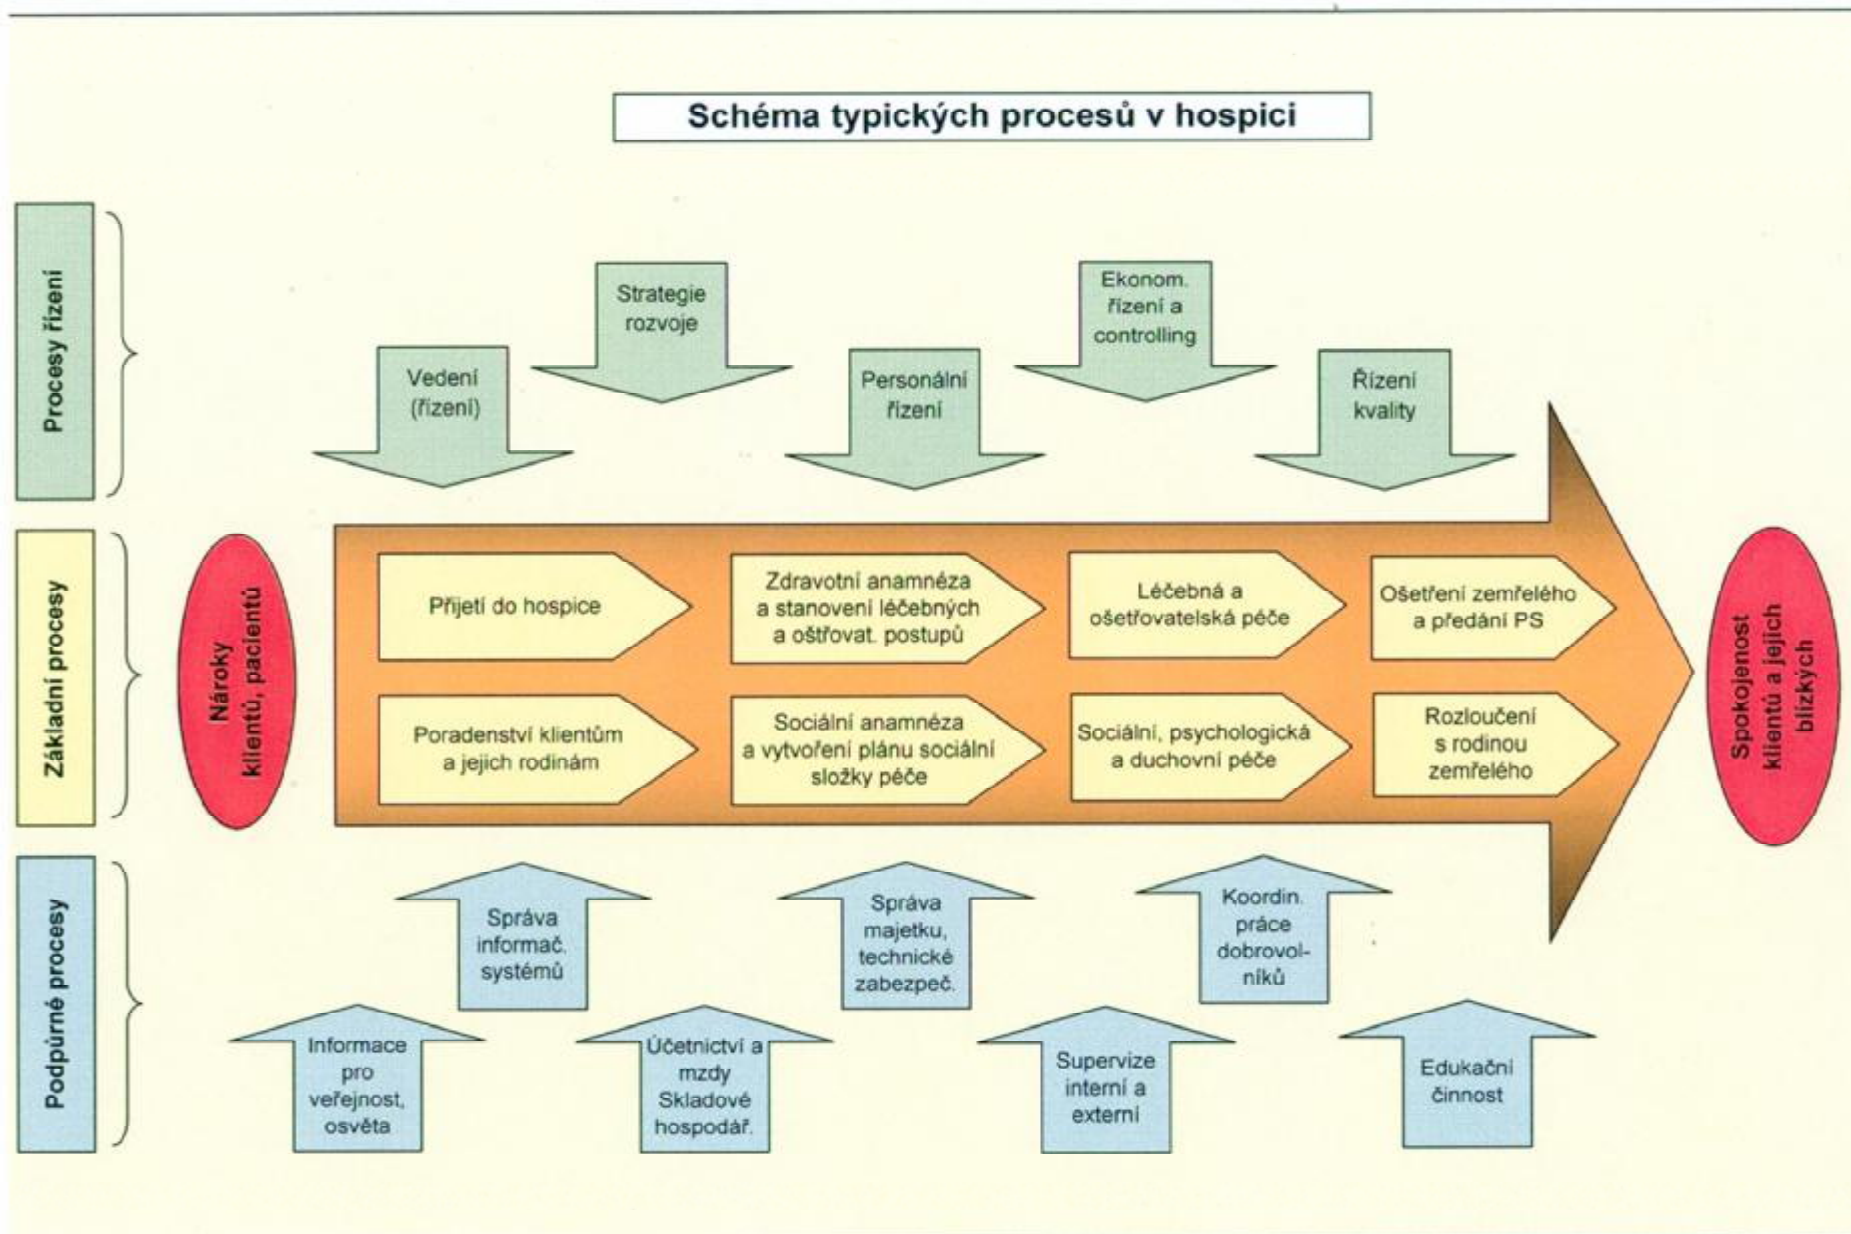 Schéma typických procesů v hospici
Procesy řízení
Vedení
(řízení)
Strategie
rozvoje
Personální
řízení
Ekonom.
řízení a
controlling
Řízení
kvality
Základní procesy
Nároky
klientů, pacientů
Přijetí do hospice
Zdravotní anamnéza
a stanovení léčebných
a oštřovat. postupů
Léčebná a
ošetřovatelská péče
Ošetření zemřelého
a předání PS
Poradenství klientům
a jejich rodinám
Sociální anamnéza
a vytvoření plánu sociální
složky péče
Sociální, psychologická
a duchovní péče
Rozloučení
s rodinou
zemřelého
Spokojenost
klientů a jejich
blízkých
Podpůrné procesy
Informace
pro
veřejnost,
osvěta
Správa
informač.
systémů
Účetnictví a
mzdy
Skladové
hospodář.
Správa
majetku,
technické
zabezpeč.
Supervize
interní a
externí
Koordin.
práce
dobrovol-
níků
Edukační
činnost